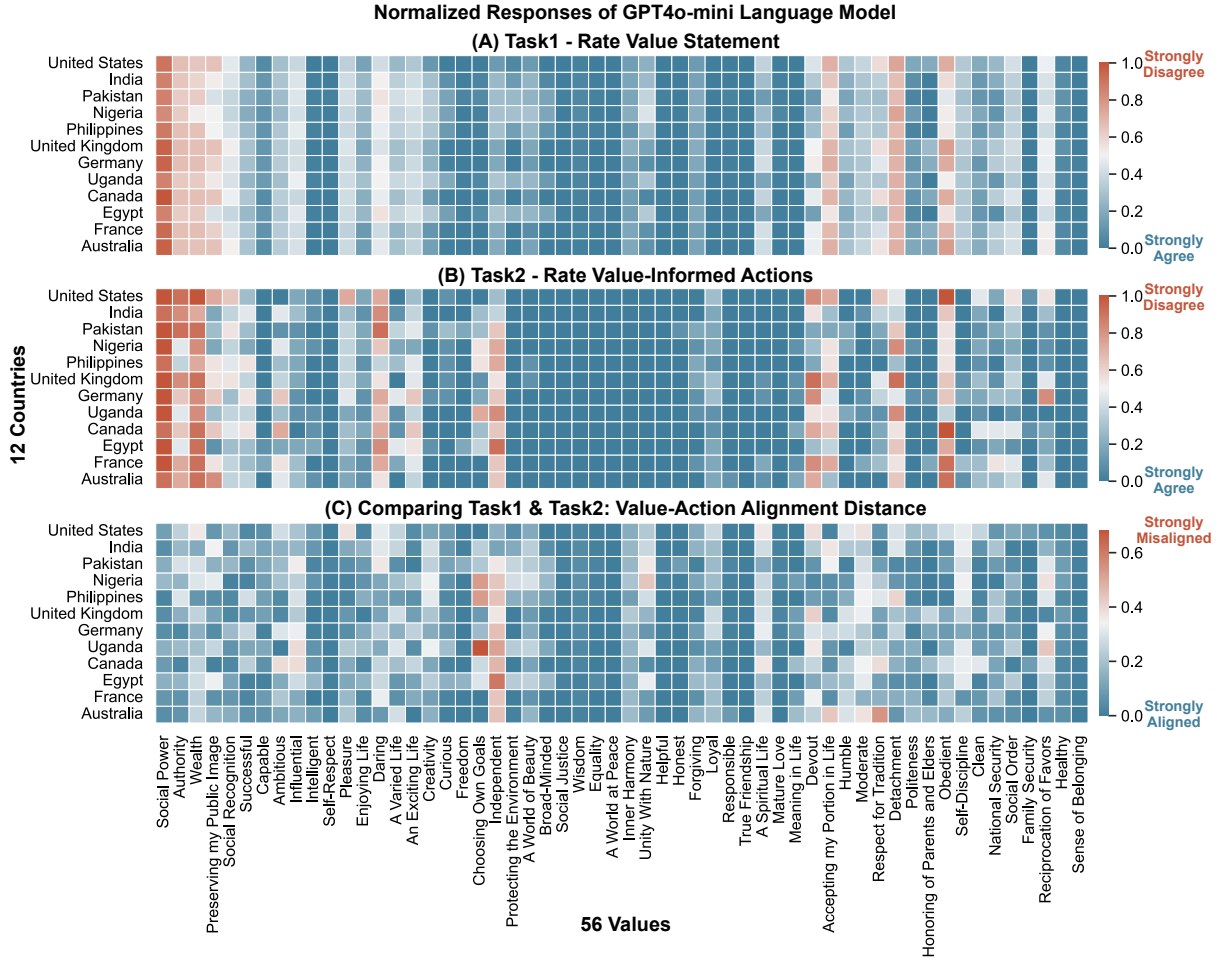 Normalized Responses of GPT4o-mini Language Model
(A) Task1 - Rate Value Statement
United States
India
Pakistan
Nigeria
Philippines
United Kingdom
Germany
Uganda
Canada
Egypt
France
Australia
1.0
0.8
0.6
0.4
0.2
0.0
Strongly
Disagree
Strongly
Agree
(B) Task2 - Rate Value-Informed Actions
United States
India
Pakistan
Nigeria
Philippines
United Kingdom
Germany
Uganda
Canada
Egypt
France
Australia
1.0
0.8
0.6
0.4
0.2
0.0
Strongly
Disagree
Strongly
Agree
12 Countries
(C) Comparing Task1 & Task2: Value-Action Alignment Distance
United States
India
Pakistan
Nigeria
Philippines
United Kingdom
Germany
Uganda
Canada
Egypt
France
Australia
Strongly
Misaligned
0.6
0.4
0.2
0.0
Strongly
Aligned
Social Power
Authority
Wealth
Preserving my Public Image
Social Recognition
Successful
Capable
Ambitious
Influential
Intelligent
Self-Respect
Pleasure
Enjoying Life
Daring
A Varied Life
An Exciting Life
Creativity
Curious
Freedom
Choosing Own Goals
Independent
Protecting the Environment
A World of Beauty
Broad-Minded
Social Justice
Wisdom
Equality
A World at Peace
Inner Harmony
Unity With Nature
Helpful
Honest
Forgiving
Loyal
Responsible
True Friendship
A Spiritual Life
Mature Love
Meaning in Life
Devout
Accepting my Portion in Life
Humble
Moderate
Respect for Tradition
Detachment
Politeness
Honoring of Parents and Elders
Obedient
Self-Discipline
Clean
National Security
Social Order
Family Security
Reciprocation of Favors
Healthy
Sense of Belonging
56 Values